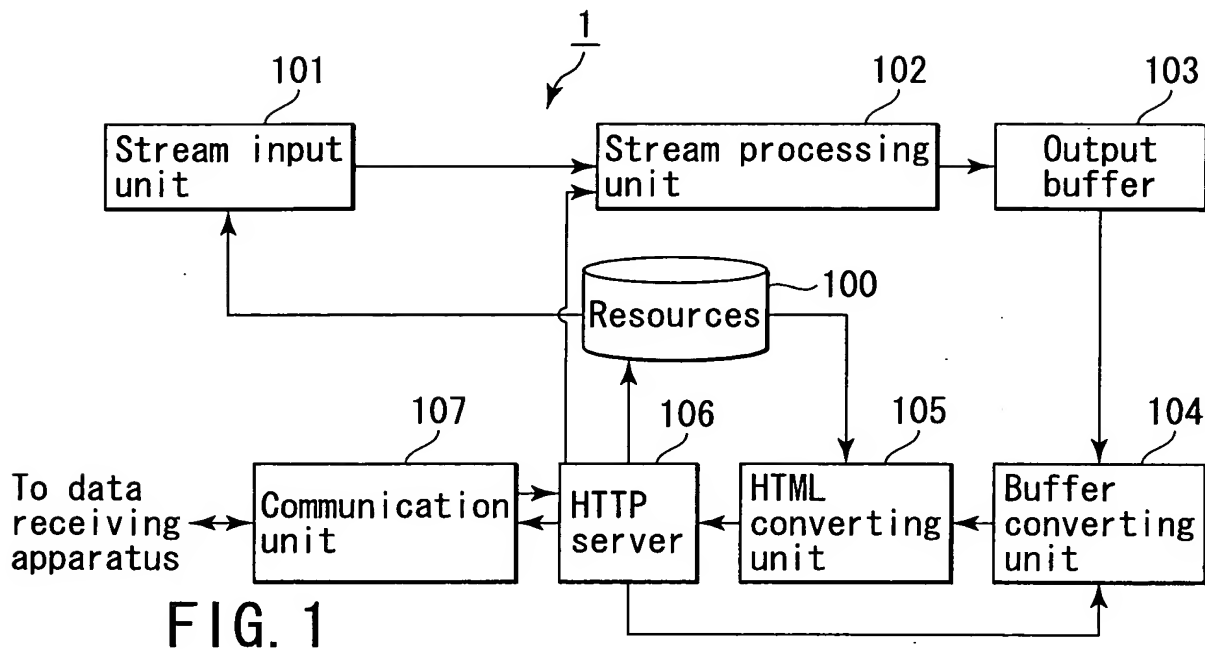 1
101
102
103
Stream input
unit
Stream processing
unit
Output
buffer
100
Resources
107
106
105
104
To data
receiving
apparatus
Communication
unit
HTTP
server
HTML
converting
unit
Buffer
converting
unit
FIG. 1